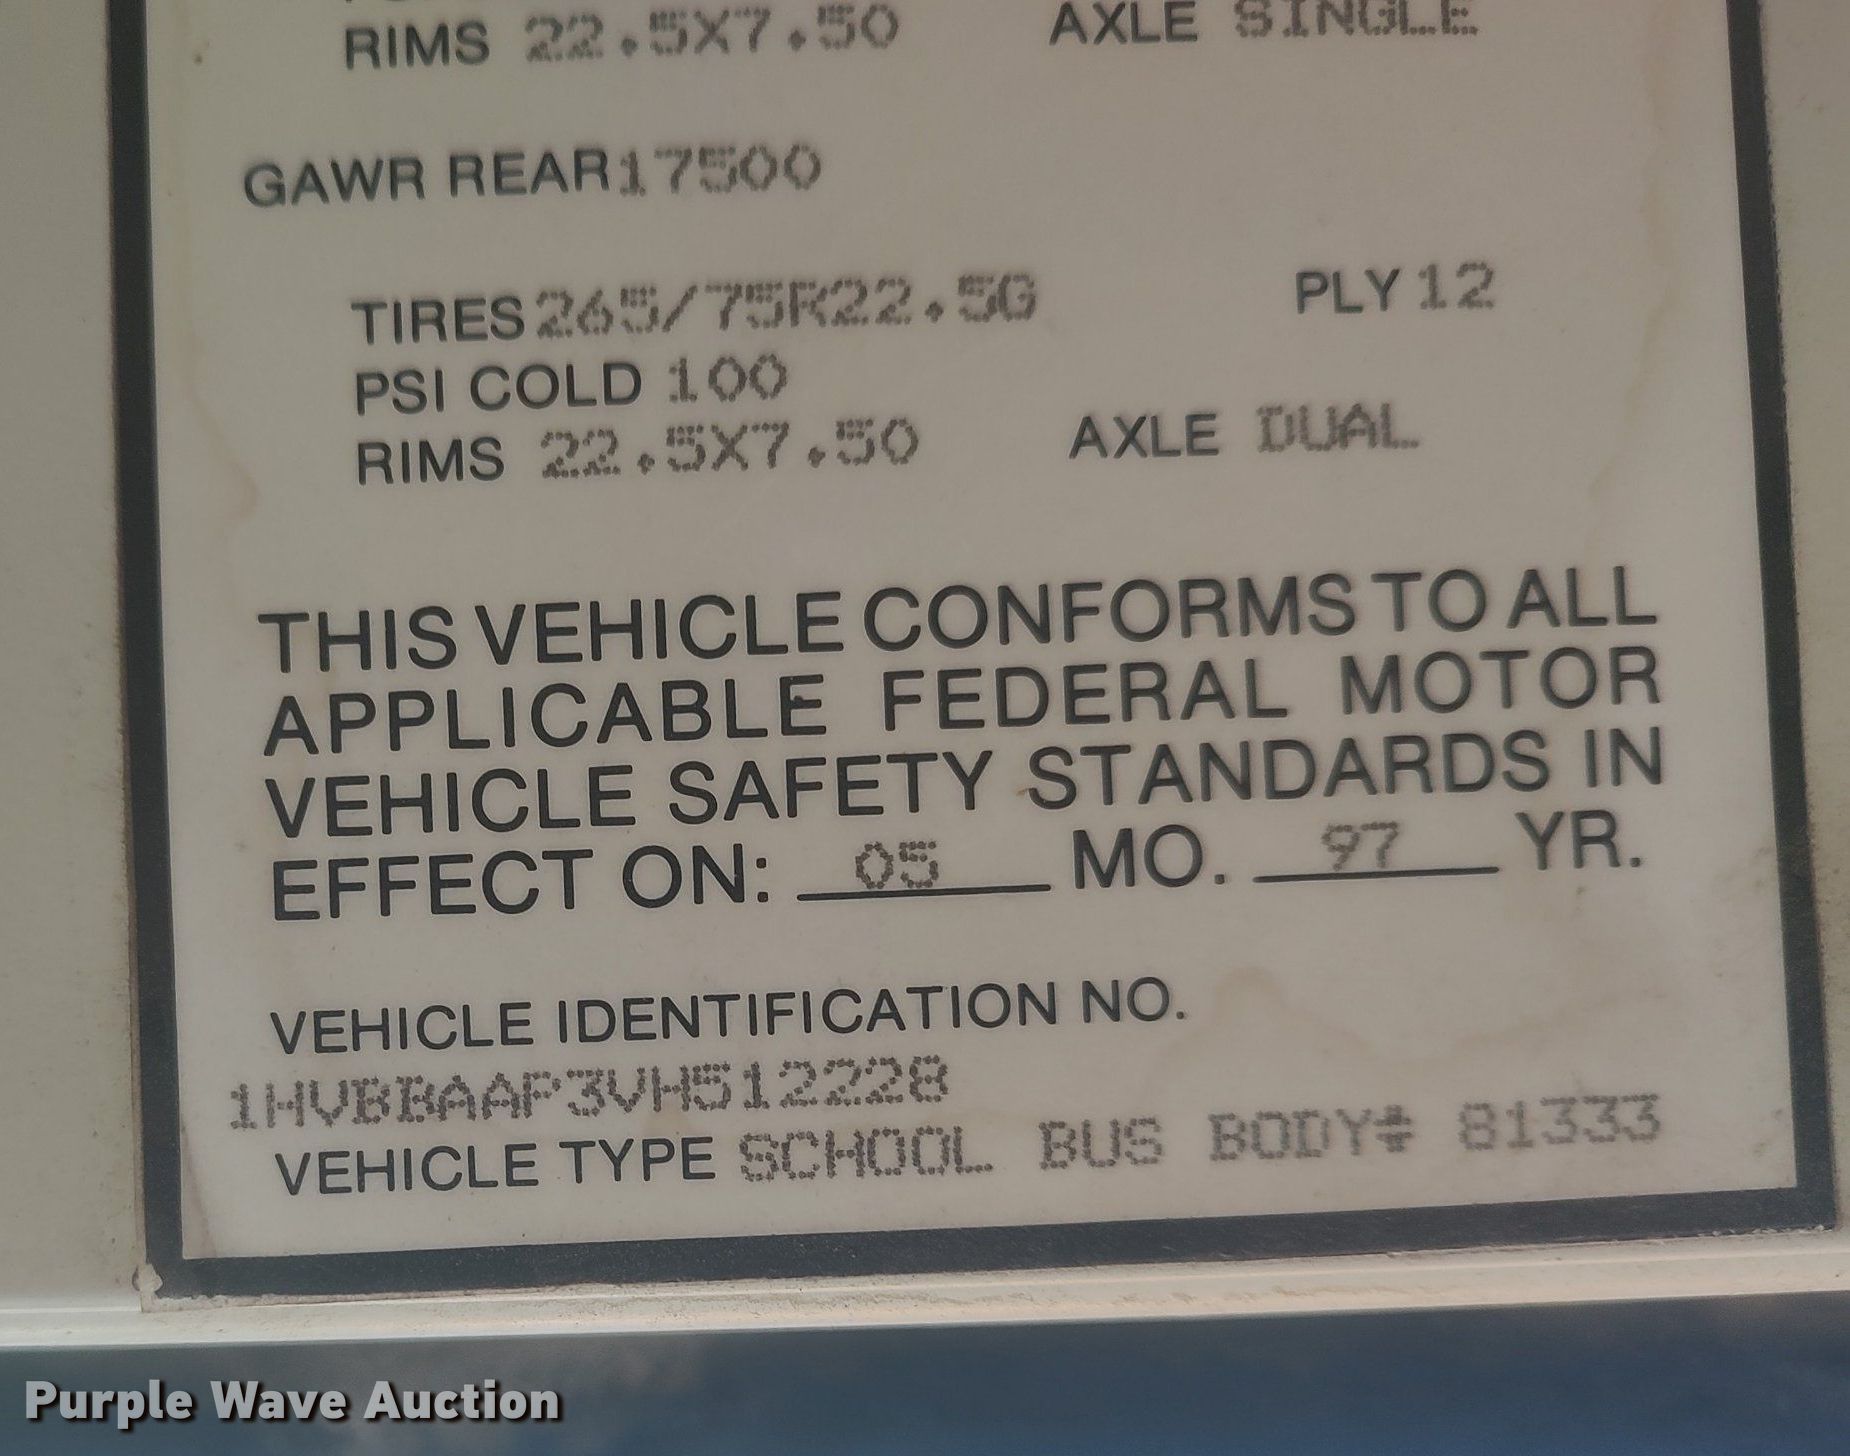 RIMS 22.5X7.50 AXLE SINGLE
GAWR REAR 17500
TIRES 265/75R22.5G PLY 12
PSI COLD 100
RIMS 22.5X7.50 AXLE DUAL
THIS VEHICLE CONFORMS TO ALL
APPLICABLE FEDERAL MOTOR
VEHICLE SAFETY STANDARDS IN
EFFECT ON: 05 MO. 97 YR.
VEHICLE IDENTIFICATION NO.
1HVBBAAP3VH512228
VEHICLE TYPE SCHOOL BUS BODY# 81333
Purple Wave Auction